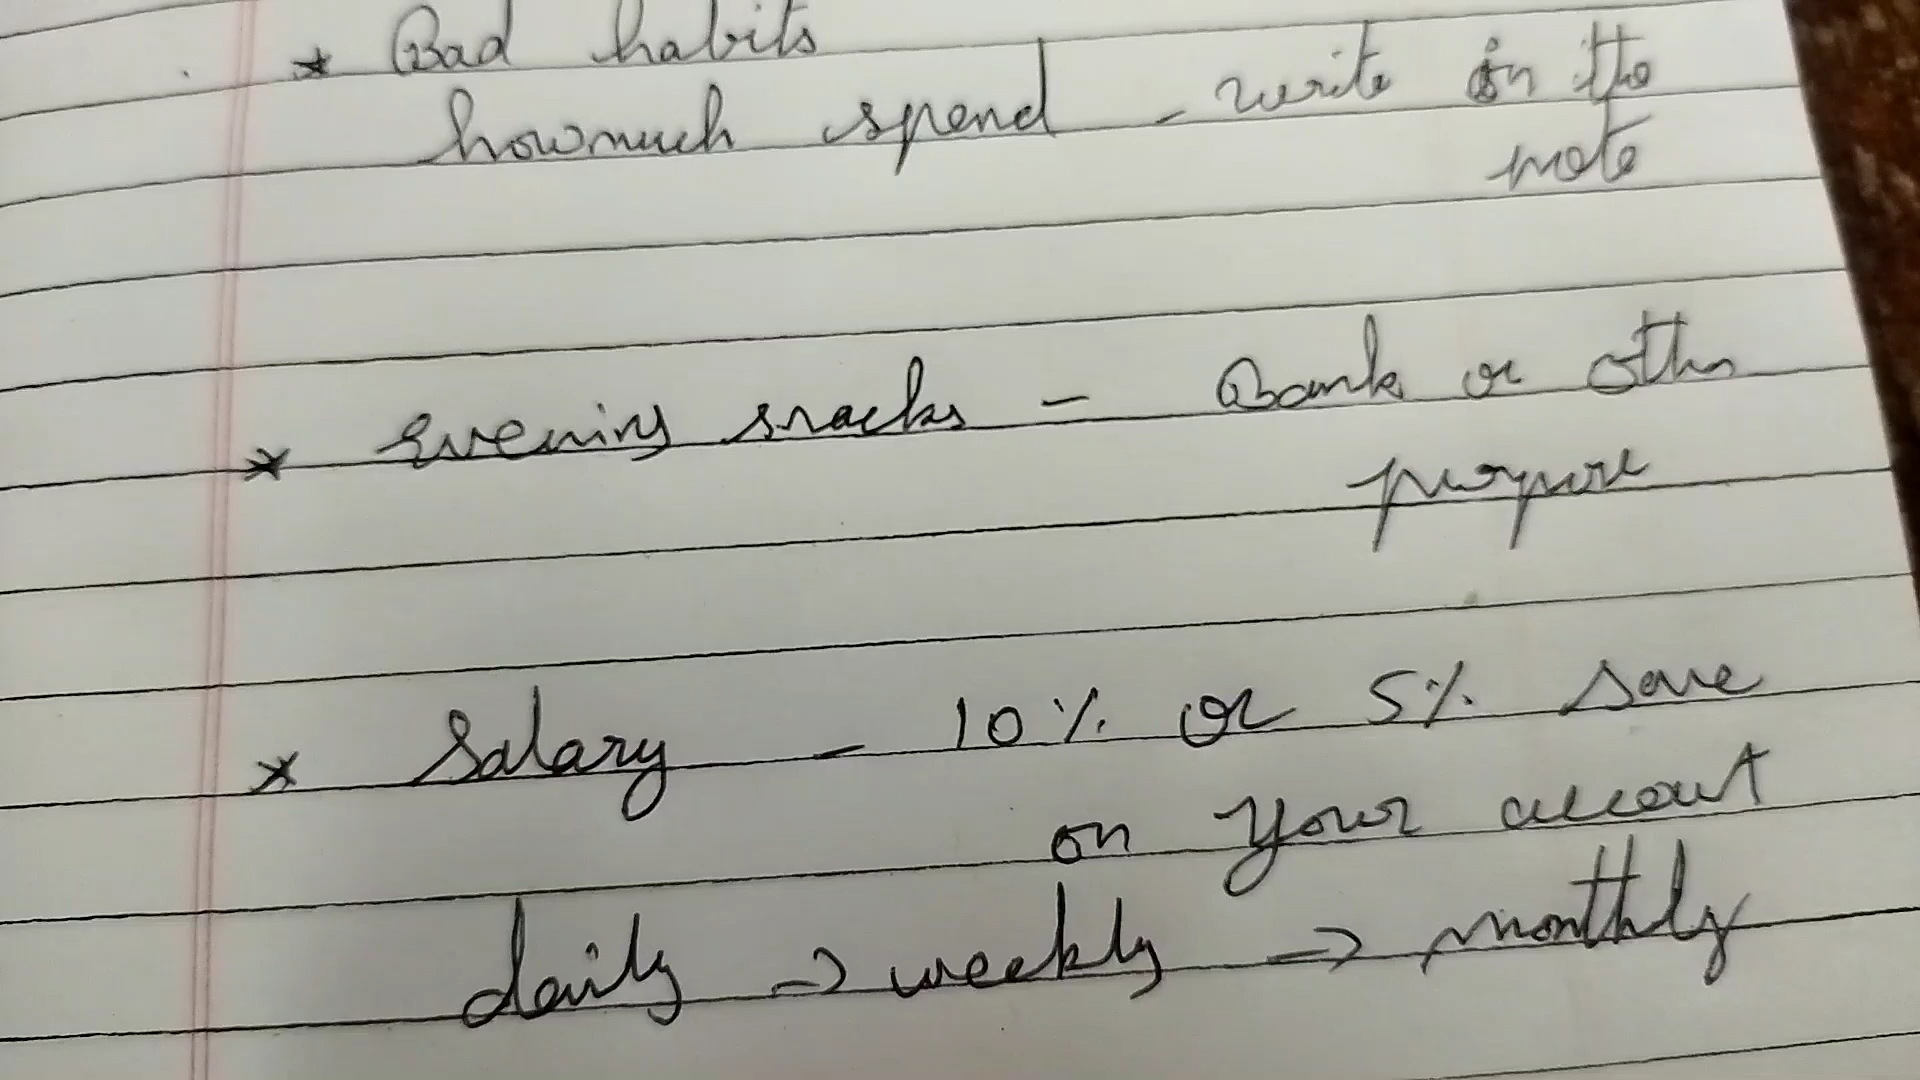 * Bad habits
howmuch spend - write in the
note
* Evening snacks - Bank or other
purpose
* Salary - 10% or 5% save
on your account
daily -> weekly -> monthly